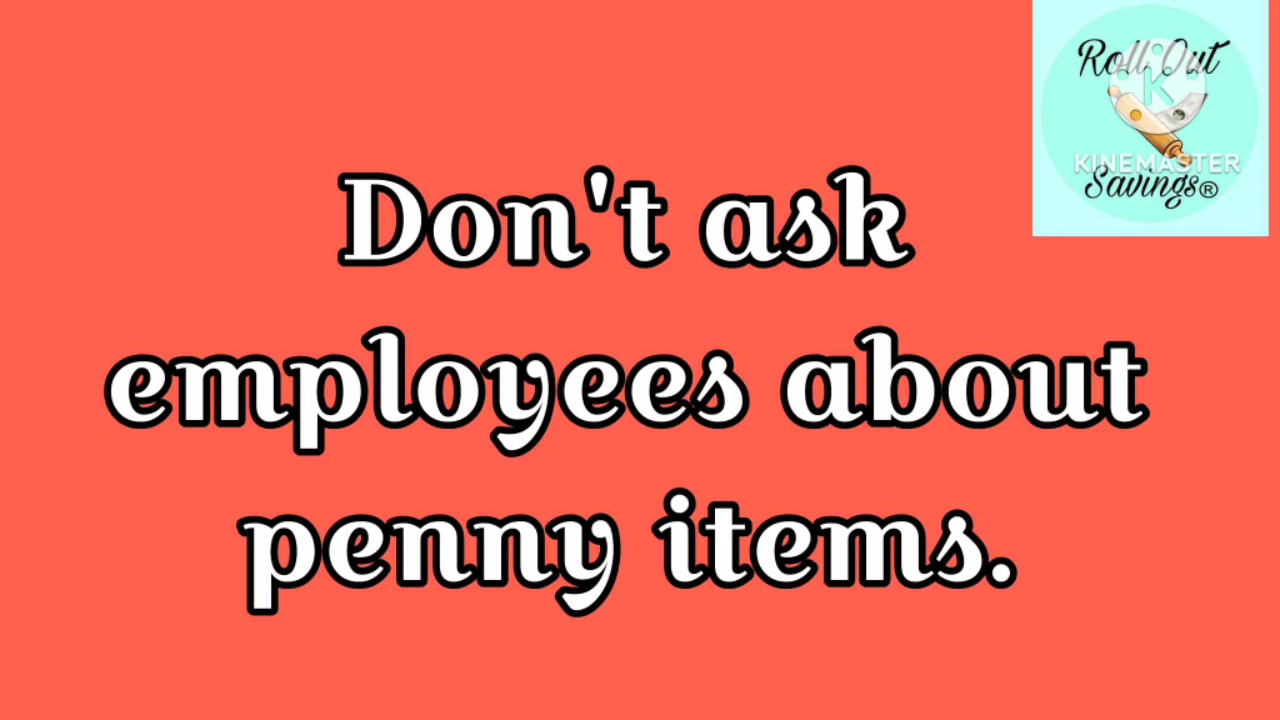 Roll Out
K
KINEMASTER
Savings®
Don't ask
employees about
penny items.